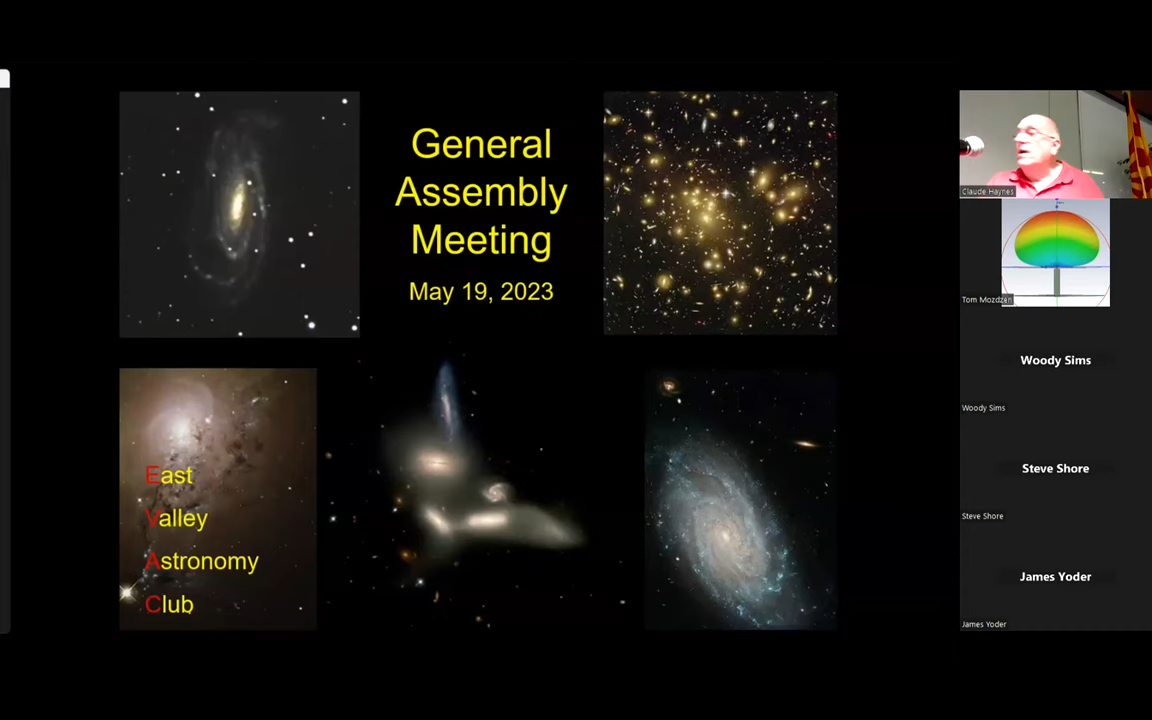 General
Assembly
Meeting
May 19, 2023
East
Valley
Astronomy
Club
Claude Haynes
Tom Mozdzen
Woody Sims
Woody Sims
Steve Shore
Steve Shore
James Yoder
James Yoder